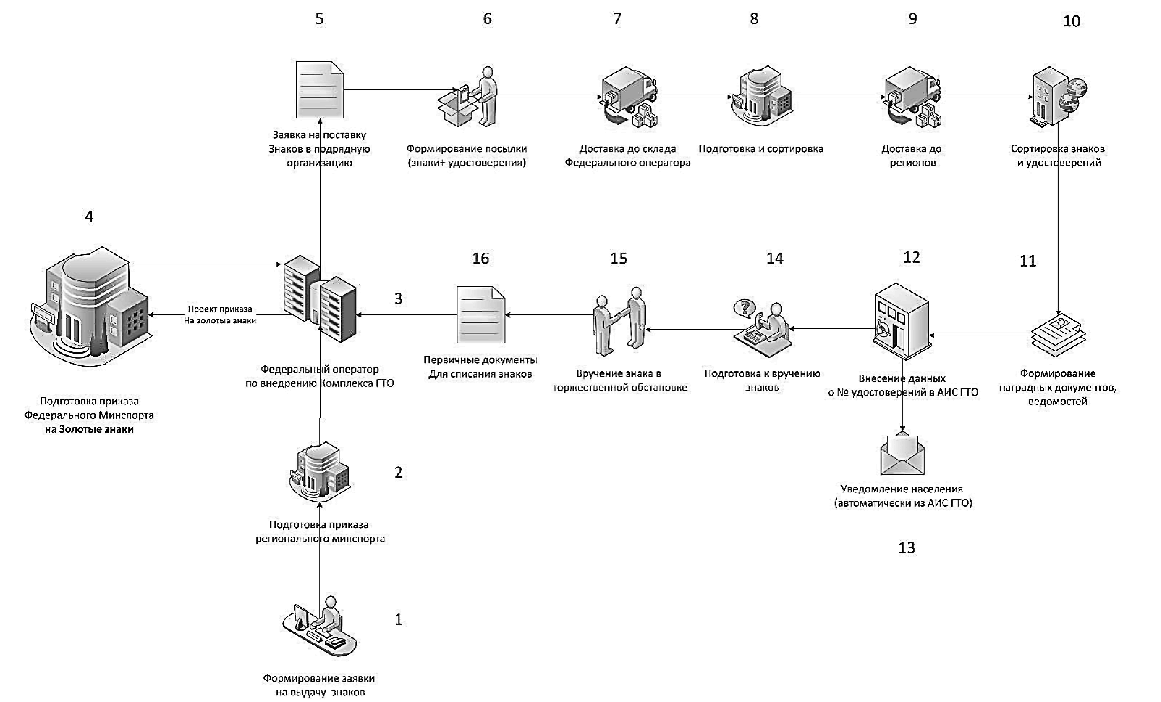 5
6
7
8
9
10
Заявка на поставку
Знаков в подрядную
организацию
Формирование посылки
(знаки+ удостоверения)
Доставка до склада
Федерального оператора
Подготовка и сортировка
Доставка до
регионов
Сортировка знаков
и удостоверений
4
Подготовка приказа
Федерального Минспорта
на Золотые знаки
Проект приказа
На золотые знаки
3
Федеральный оператор
по внедрению Комплекса ГТО
16
Первичные документы
Для списания знаков
15
Вручение знака в
торжественной обстановке
14
Подготовка к вручению
знаков
12
Внесение данных
о № удостоверений в АИС ГТО
11
Формирование
наградных документов,
ведомостей
Уведомление населения
(автоматически из АИС ГТО)
13
2
Подготовка приказа
регионального минспорта
1
Формирование заявки
на выдачу знаков